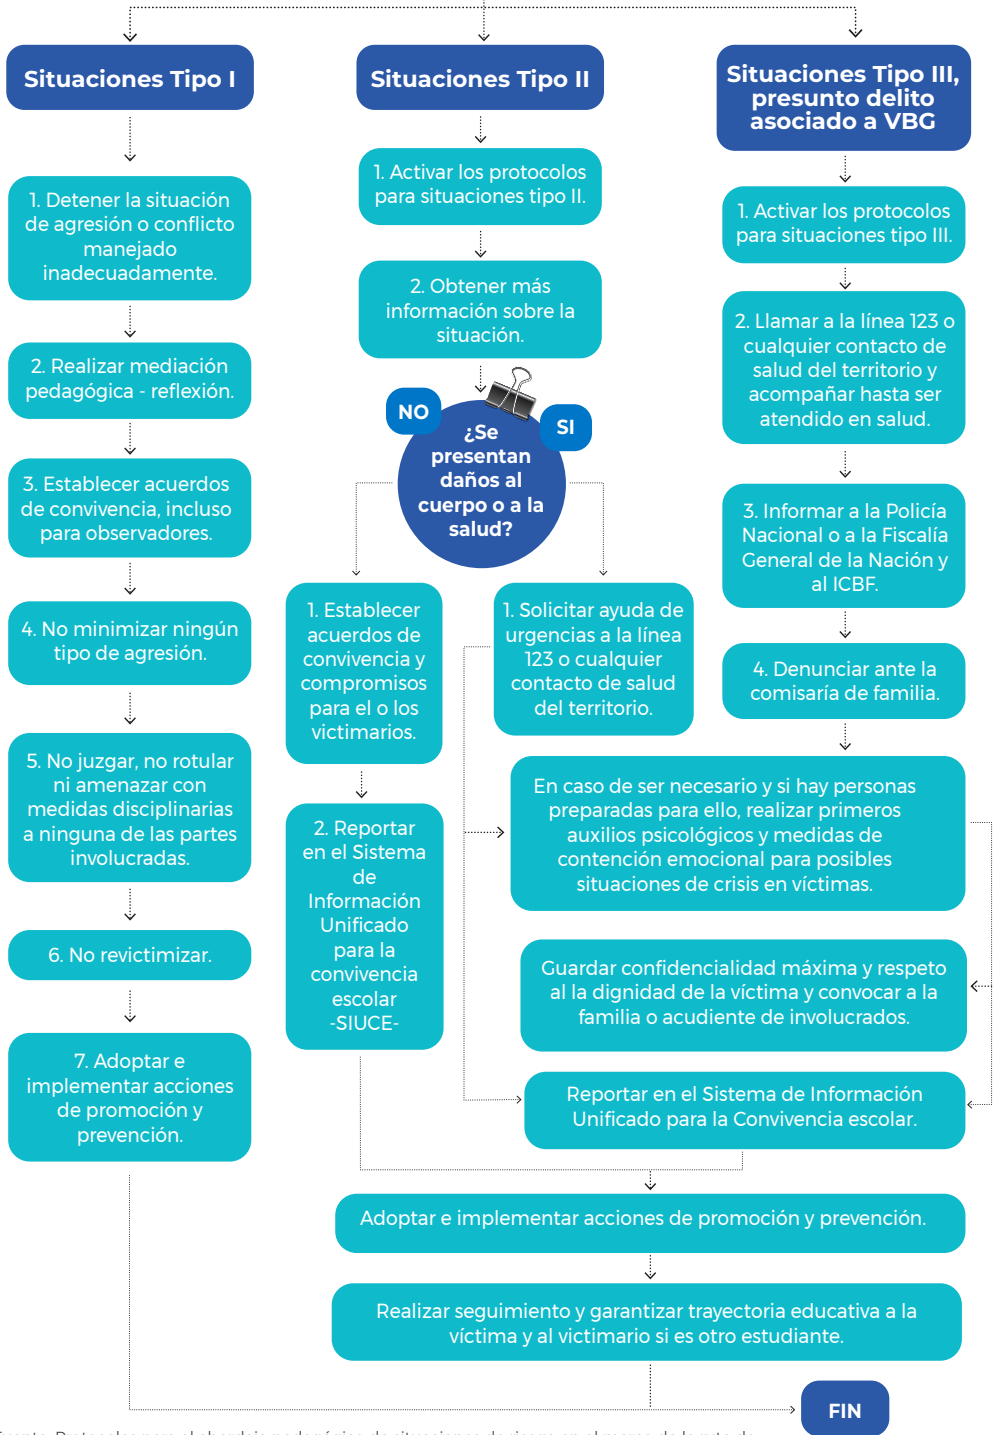 Situaciones Tipo I
1. Detener la situación
de agresión o conflicto
manejado
inadecuadamente.
2. Realizar mediación
pedagógica - reflexión.
3. Establecer acuerdos
de convivencia, incluso
para observadores.
4. No minimizar ningún
tipo de agresión.
5. No juzgar, no rotular
ni amenazar con
medidas disciplinarias
a ninguna de las partes
involucradas.
6. No revictimizar.
7. Adoptar e
implementar acciones
de promoción y
prevención.
Situaciones Tipo II
1. Activar los protocolos
para situaciones tipo II.
2. Obtener más
información sobre la
situación.
NO
SI
¿Se
presentan
daños al
cuerpo o a la
salud?
1. Establecer
acuerdos de
convivencia y
compromisos
para el o los
victimarios.
2. Reportar
en el Sistema
de
Información
Unificado
para la
convivencia
escolar
-SIUCE-
1. Solicitar ayuda de
urgencias a la línea
123 o cualquier
contacto de salud
del territorio.
Situaciones Tipo III,
presunto delito
asociado a VBG
1. Activar los protocolos
para situaciones tipo III.
2. Llamar a la línea 123 o
cualquier contacto de
salud del territorio y
acompañar hasta ser
atendido en salud.
3. Informar a la Policía
Nacional o a la Fiscalía
General de la Nación y
al ICBF.
4. Denunciar ante la
comisaría de familia.
En caso de ser necesario y si hay personas
preparadas para ello, realizar primeros
auxilios psicológicos y medidas de
contención emocional para posibles
situaciones de crisis en víctimas.
Guardar confidencialidad máxima y respeto
al la dignidad de la víctima y convocar a la
familia o acudiente de involucrados.
Reportar en el Sistema de Información
Unificado para la Convivencia escolar.
Adoptar e implementar acciones de promoción y prevención.
Realizar seguimiento y garantizar trayectoria educativa a la
víctima y al victimario si es otro estudiante.
FIN